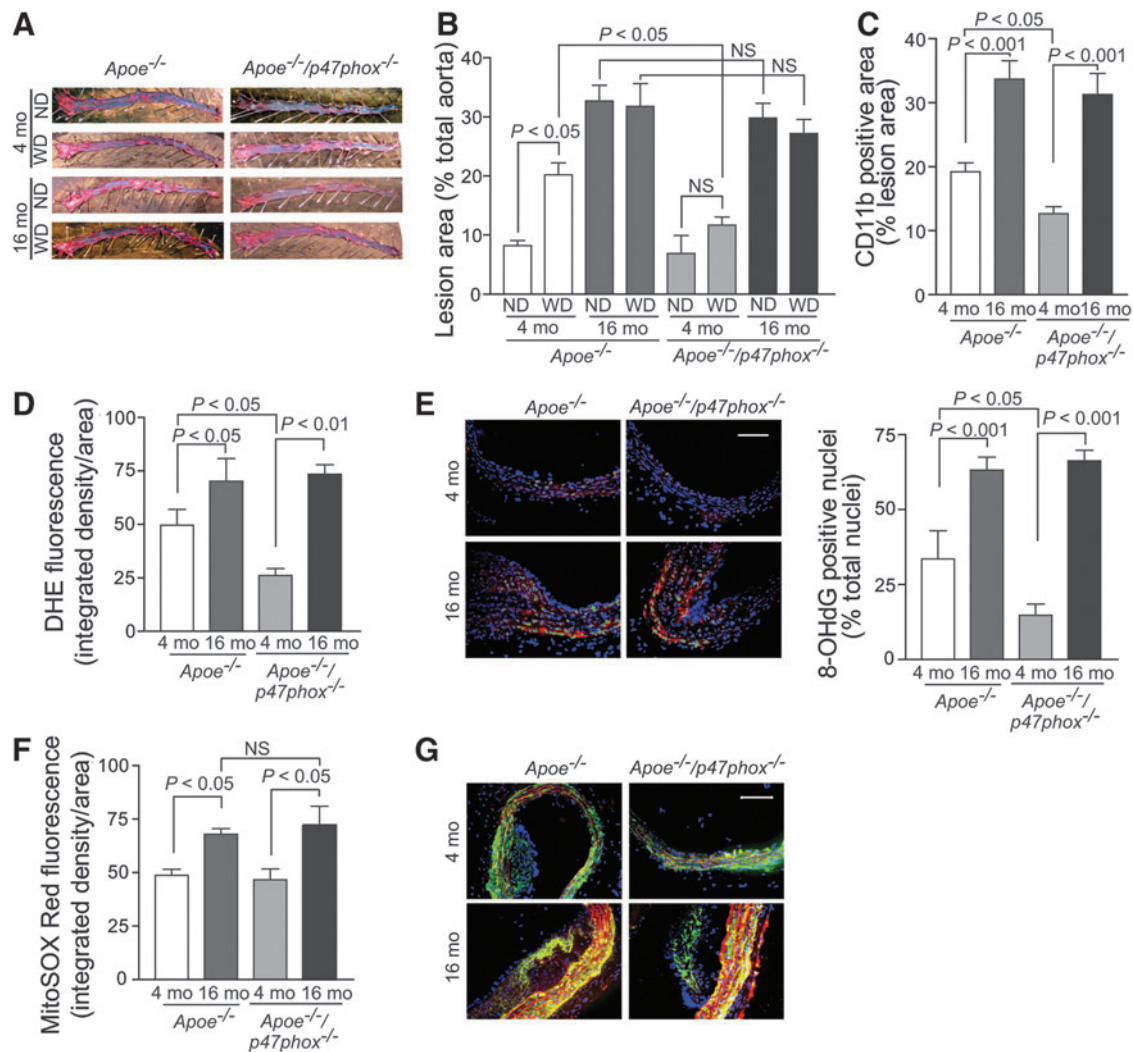 A
Apoe-/-
Apoe-/-/p47phox-/-
4 mo
ND
WD
16 mo
ND
WD
B
Lesion area (% total aorta)
40
30
20
10
0
P < 0.05
NS
NS
P < 0.05
NS
ND WD ND WD ND WD ND WD
4 mo 16 mo 4 mo 16 mo
Apoe-/- Apoe-/-/p47phox-/-
C
CD11b positive area
(% lesion area)
40
30
20
10
0
P < 0.05
P < 0.001
P < 0.001
4 mo 16 mo 4 mo 16 mo
Apoe-/- Apoe-/-/
p47phox-/-
D
DHE fluorescence
(integrated density/area)
100
75
50
25
0
P < 0.05
P < 0.05
P < 0.01
4 mo 16 mo 4 mo 16 mo
Apoe-/- Apoe-/-/
p47phox-/-
E
Apoe-/- Apoe-/-/p47phox-/-
4 mo
16 mo
8-OHdG positive nuclei
(% total nuclei)
75
50
25
0
P < 0.05
P < 0.001
P < 0.001
4 mo 16 mo 4 mo 16 mo
Apoe-/- Apoe-/-/
p47phox-/-
F
MitoSOX Red fluorescence
(integrated density/area)
100
75
50
25
0
NS
P < 0.05
P < 0.05
4 mo 16 mo 4 mo 16 mo
Apoe-/- Apoe-/-/
p47phox-/-
G
Apoe-/- Apoe-/-/p47phox-/-
4 mo
16 mo